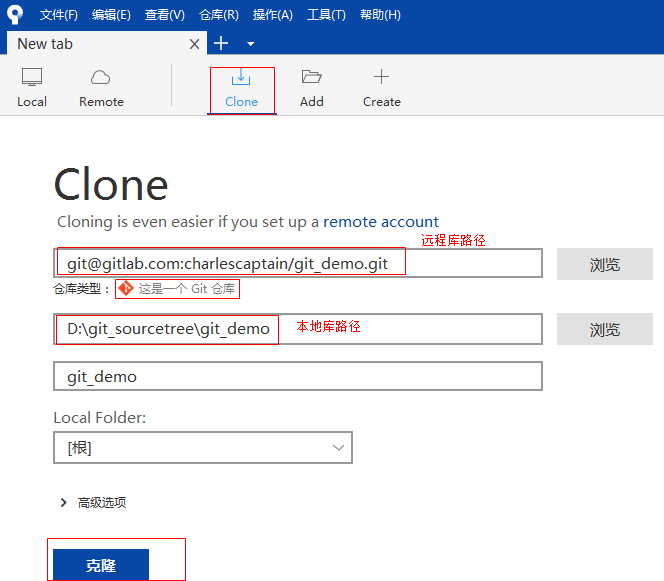 文件(F) 编辑(E) 查看(V) 仓库(R) 操作(A) 工具(T) 帮助(H)
New tab
Local Remote Clone Add Create
Clone
Cloning is even easier if you set up a remote account
远程库路径
git@gitlab.com:charlescaptain/git_demo.git 浏览
仓库类型： 这是一个 Git 仓库
D:\git_sourcetree\git_demo 本地库路径 浏览
git_demo
Local Folder:
[根]
高级选项
克隆